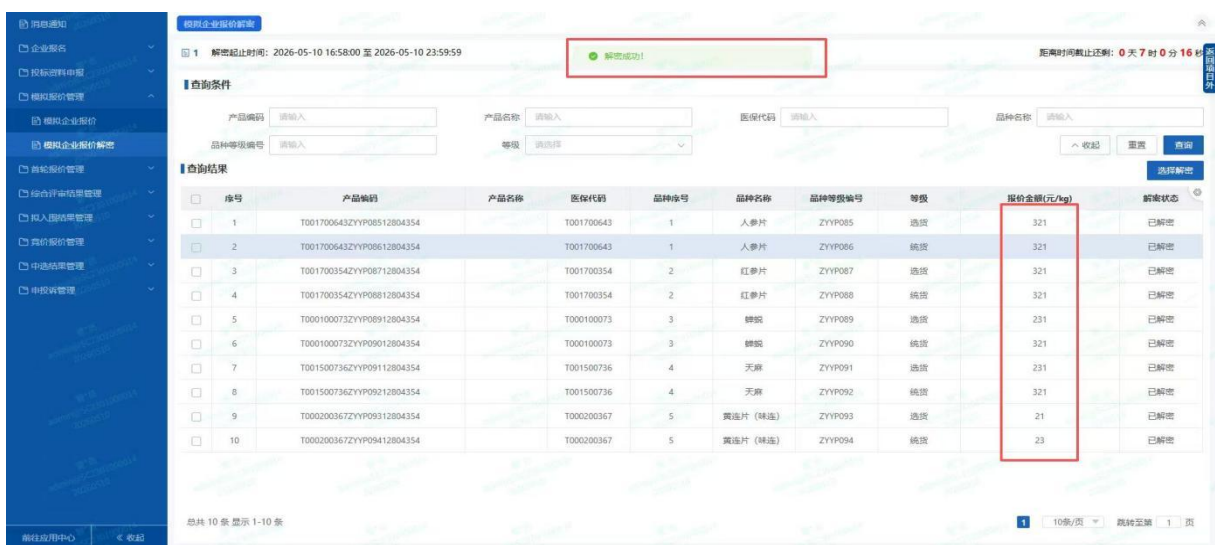 消息通知
企业报名
投标资料申报
模拟报价管理
模拟企业报价
模拟企业报价解密
首轮报价管理
综合评审结果管理
拟入围结果管理
竞价报价管理
中选结果管理
申投诉管理
前往应用中心 << 收起
模拟企业报价解密
1 解密起止时间: 2026-05-10 16:58:00 至 2026-05-10 23:59:59 解密成功! 距离时间截止还剩: 0 天 7 时 0 分 16 秒
返回项目外
查询条件
产品编码 请输入 产品名称 请输入 医保代码 请输入 品种名称 请输入
品种等级编号 请输入 等级 请选择 收起 重置 查询
查询结果 选择解密
序号 产品编码 产品名称 医保代码 品种序号 品种名称 品种等级编号 等级 报价金额(元/kg) 解密状态
1 T001700643ZYYP08512804354 T001700643 1 人参片 ZYYP085 选货 321 已解密
2 T001700643ZYYP08612804354 T001700643 1 人参片 ZYYP086 统货 321 已解密
3 T001700354ZYYP08712804354 T001700354 2 红参片 ZYYP087 选货 321 已解密
4 T001700354ZYYP08812804354 T001700354 2 红参片 ZYYP088 统货 321 已解密
5 T000100073ZYYP08912804354 T000100073 3 蝉蜕 ZYYP089 选货 231 已解密
6 T000100073ZYYP09012804354 T000100073 3 蝉蜕 ZYYP090 统货 321 已解密
7 T001500736ZYYP09112804354 T001500736 4 天麻 ZYYP091 选货 231 已解密
8 T001500736ZYYP09212804354 T001500736 4 天麻 ZYYP092 统货 321 已解密
9 T000200367ZYYP09312804354 T000200367 5 黄连片（味连） ZYYP093 选货 21 已解密
10 T000200367ZYYP09412804354 T000200367 5 黄连片（味连） ZYYP094 统货 23 已解密
总共 10 条 显示 1-10 条 1 10条/页 跳转至第 1 页